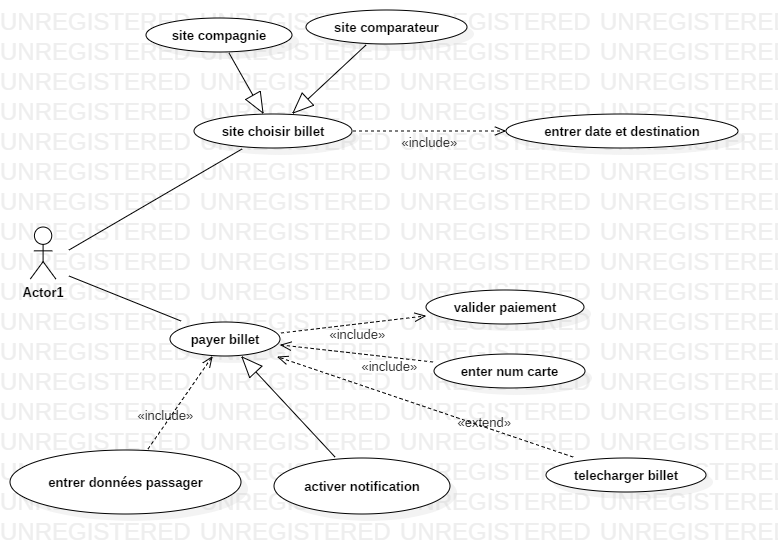 site compagnie
site comparateur
site choisir billet
entrer date et destination
«include»
Actor1
valider paiement
payer billet
«include»
«include»
enter num carte
«include»
«extend»
entrer données passager
activer notification
telecharger billet
UNREGISTERED UNREGISTERED UNREGISTERED UNREGISTERED